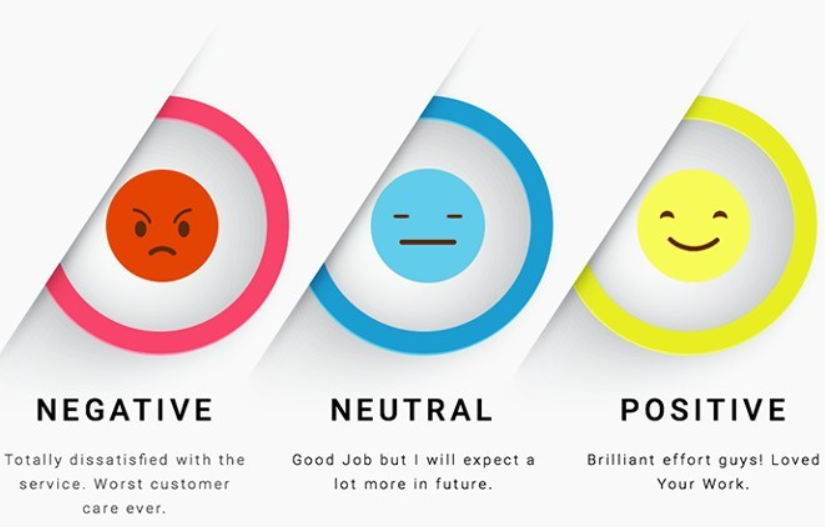 NEGATIVE
Totally dissatisfied with the
service. Worst customer
care ever.
NEUTRAL
Good Job but I will expect a
lot more in future.
POSITIVE
Brilliant effort guys! Loved
Your Work.